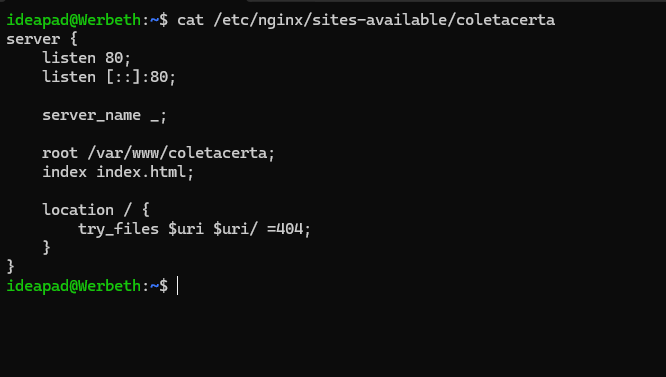 ideapad@Werbeth:~$ cat /etc/nginx/sites-available/coletacerta
server {
    listen 80;
    listen [::]:80;

    server_name _;

    root /var/www/coletacerta;
    index index.html;

    location / {
        try_files $uri $uri/ =404;
    }
}
ideapad@Werbeth:~$